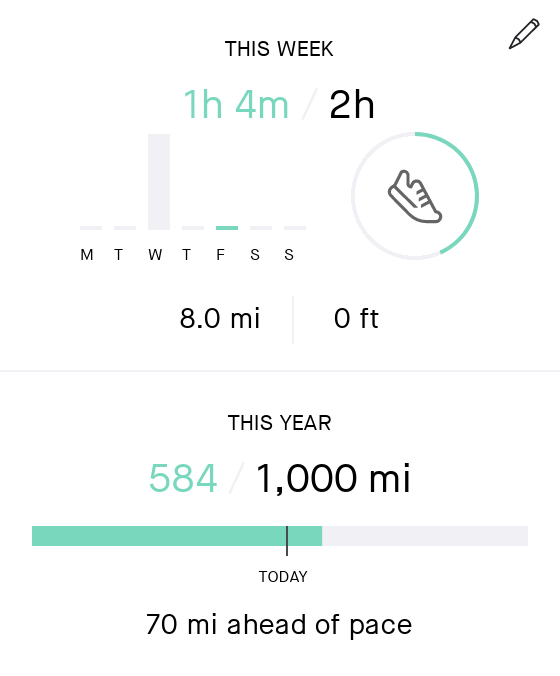 THIS WEEK
1h 4m / 2h
M T W T F S S
8.0 mi 0 ft
THIS YEAR
584 / 1,000 mi
TODAY
70 mi ahead of pace